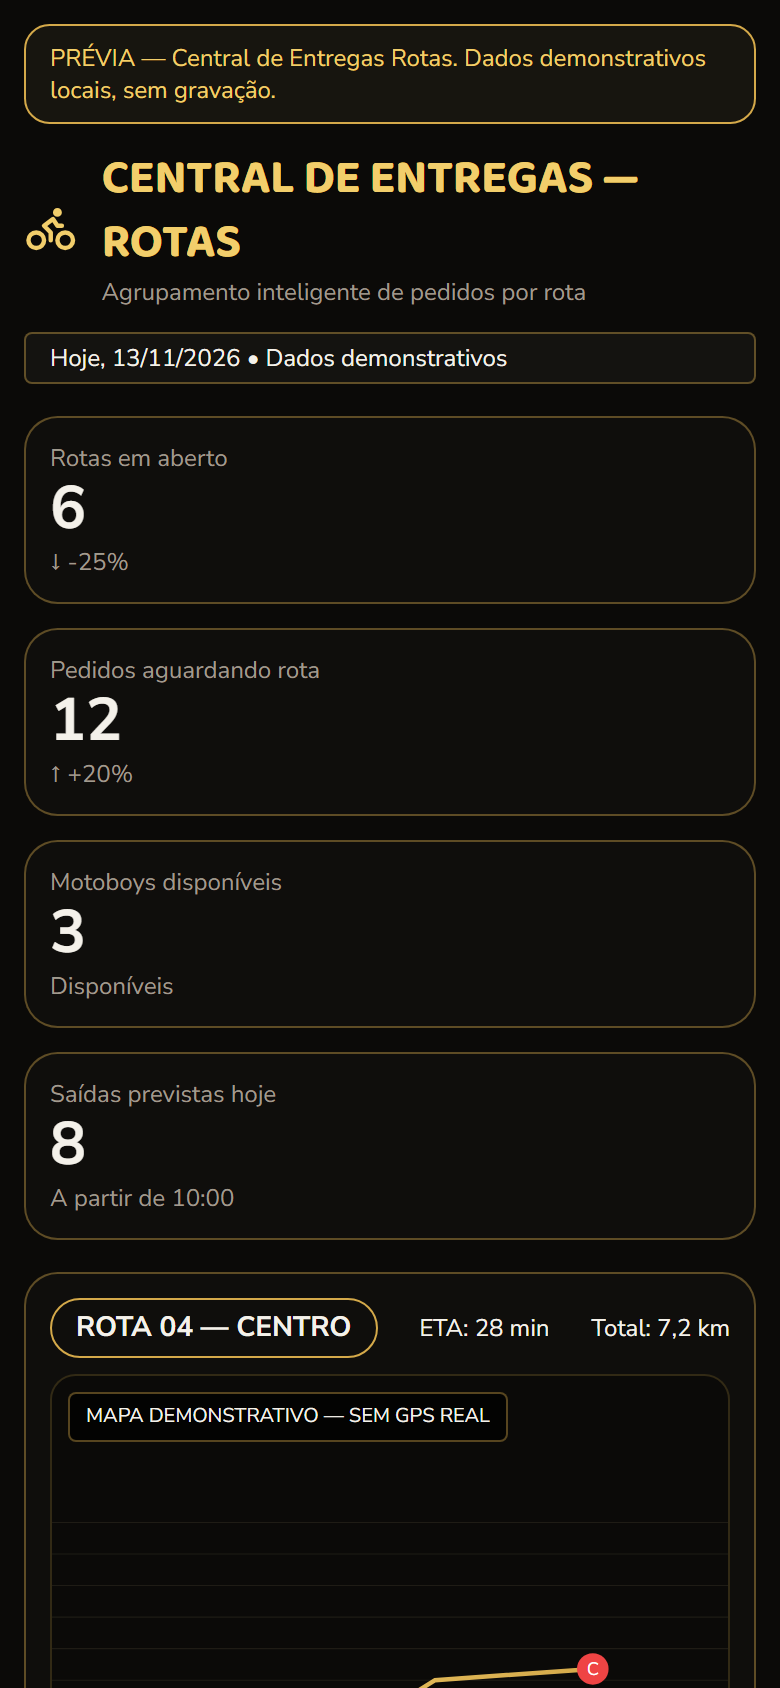 PRÉVIA — Central de Entregas Rotas. Dados demonstrativos
locais, sem gravação.
CENTRAL DE ENTREGAS —
ROTAS
Agrupamento inteligente de pedidos por rota
Hoje, 13/11/2026 • Dados demonstrativos
Rotas em aberto
6
↓ -25%
Pedidos aguardando rota
12
↑ +20%
Motoboys disponíveis
3
Disponíveis
Saídas previstas hoje
8
A partir de 10:00
ROTA 04 — CENTRO ETA: 28 min Total: 7,2 km
MAPA DEMONSTRATIVO — SEM GPS REAL
C